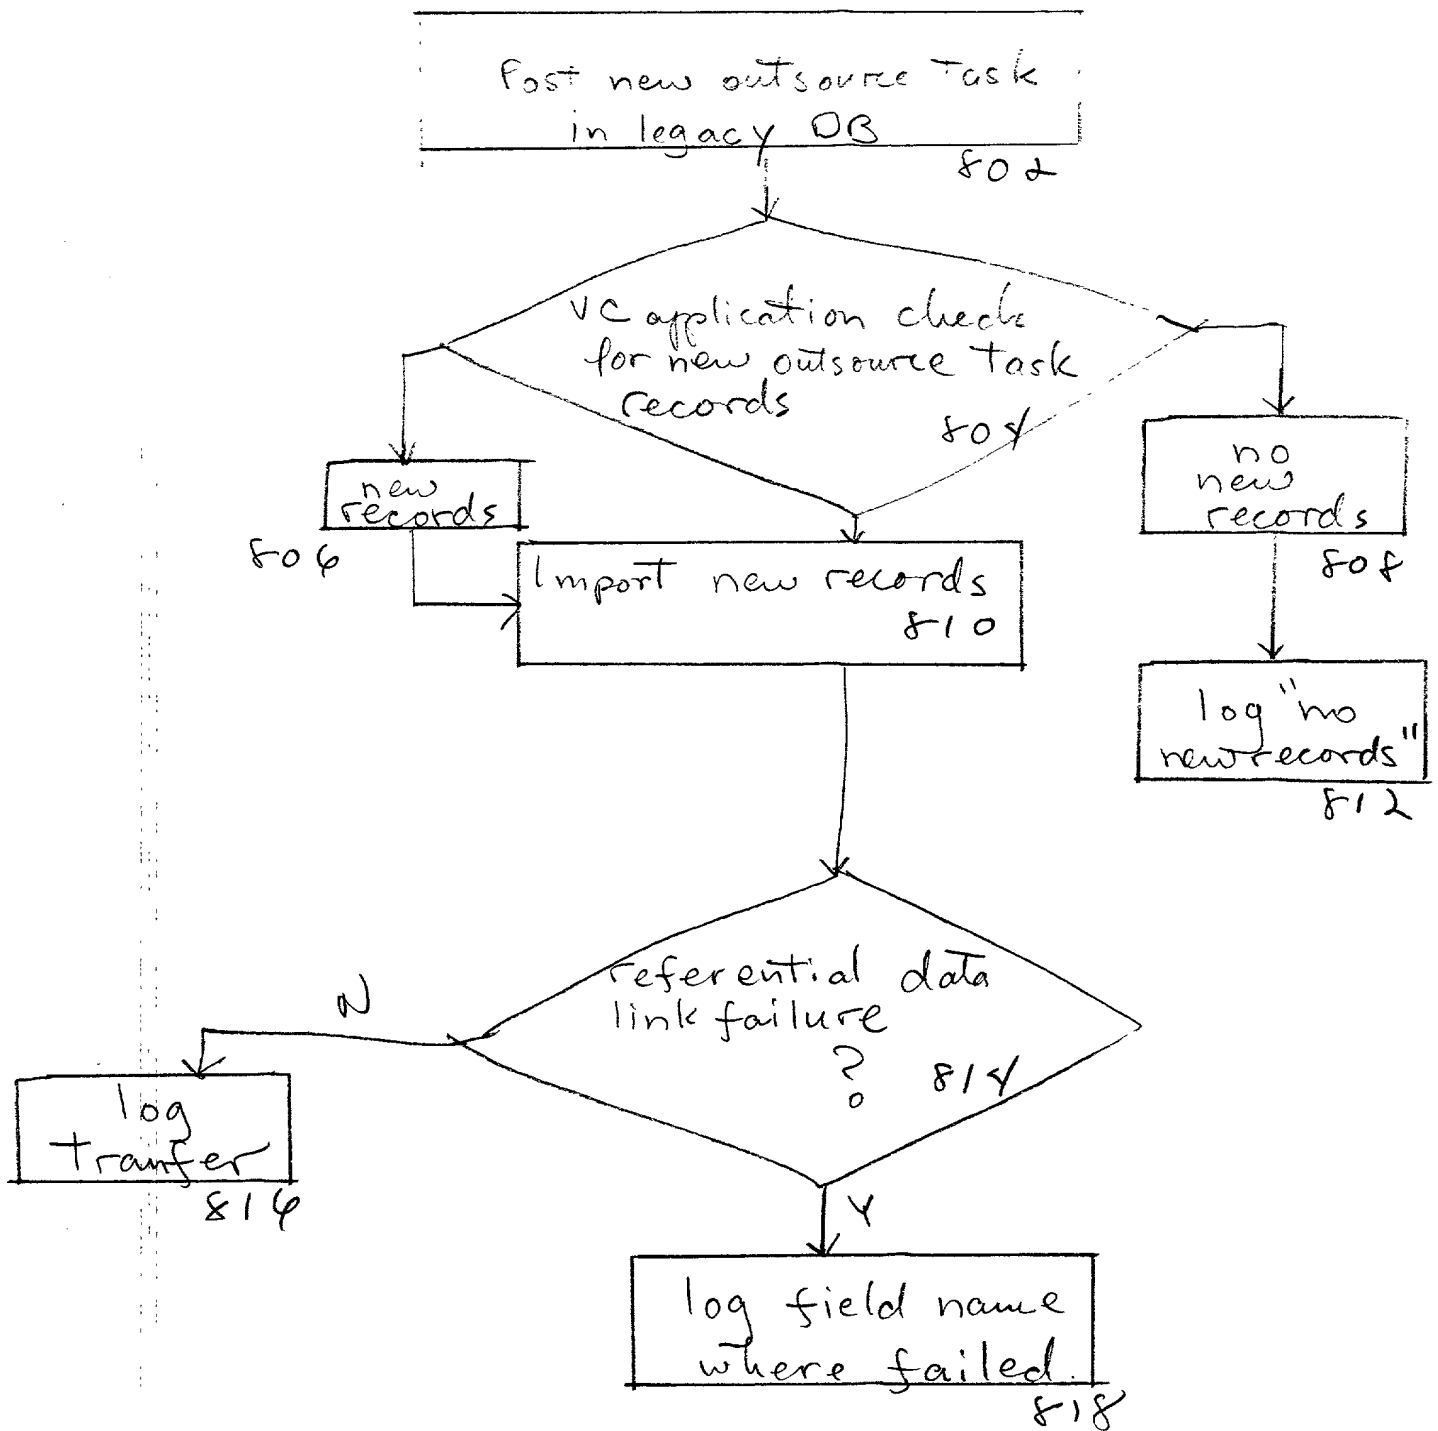 Post new outsource Task
in legacy DB
802
VC application check
for new outsource Task
records
804
new
records
806
no
new
records
808
Import new records
810
log "no
new records"
812
referential data
link failure
?
814
N
log
Tranfer
816
Y
log field name
where failed.
818